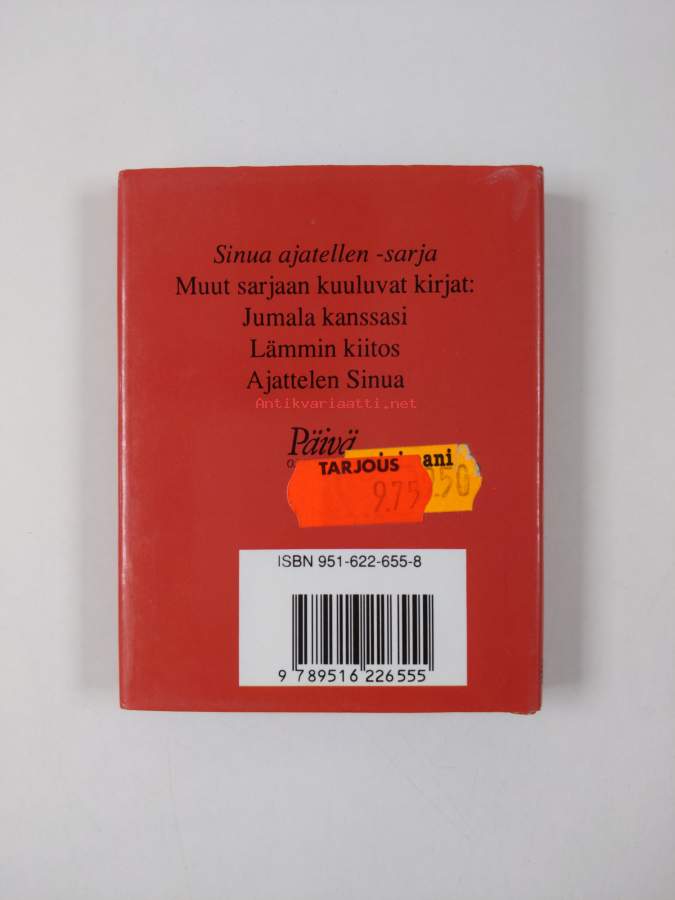 Sinua ajatellen -sarja
Muut sarjaan kuuluvat kirjat:
Jumala kanssasi
Lämmin kiitos
Ajattelen Sinua
Antikvariaatti.net
Päivä
ani
TARJOUS
9.75
ISBN 951-622-655-8
9 789516 226555